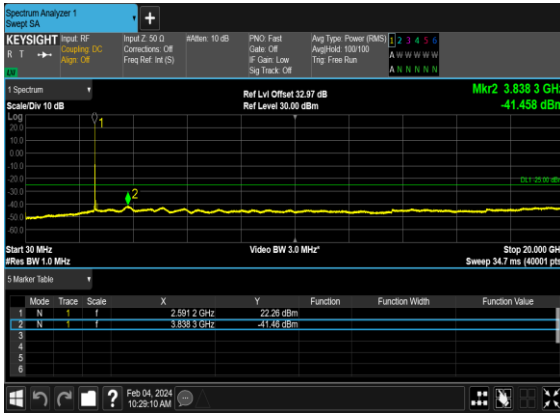 Spectrum Analyzer 1
Swept SA
KEYSIGHT Input: RF Input Z: 50 Ω #Atten: 10 dB PNO: Fast Avg Type: Power (RMS) 1 2 3 4 5 6
R T Coupling: DC Corrections: Off Gate: Off Avg|Hold: 100/100 A W W W W W
Align: Off Freq Ref: Int (S) IF Gain: Low Trig: Free Run
Sig Track: Off A N N N N N
1 Spectrum Ref Lvl Offset 32.97 dB Mkr2 3.838 3 GHz
Scale/Div 10 dB Ref Level 30.00 dBm -41.458 dBm
Log
1
20.0
10.0
0.00
-10.0
DL1 -25.00 dBm
-20.0
-30.0
2
-40.0
-50.0
-60.0
Start 30 MHz Video BW 3.0 MHz* Stop 20.000 GHz
#Res BW 1.0 MHz Sweep 34.7 ms (40001 pts)
5 Marker Table
Mode Trace Scale X Y Function Function Width Function Value
1 N 1 f 2.591 2 GHz 22.26 dBm
2 N 1 f 3.838 3 GHz -41.46 dBm
3
4
5
6
? Feb 04, 2024
10:29:10 AM